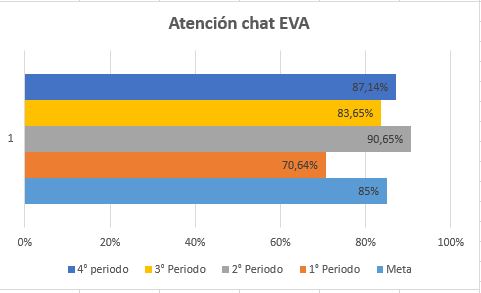 Atención chat EVA
87,14%
83,65%
1
90,65%
70,64%
85%
0% 20% 40% 60% 80% 100%
4° periodo 3° Periodo 2° Periodo 1° Periodo Meta